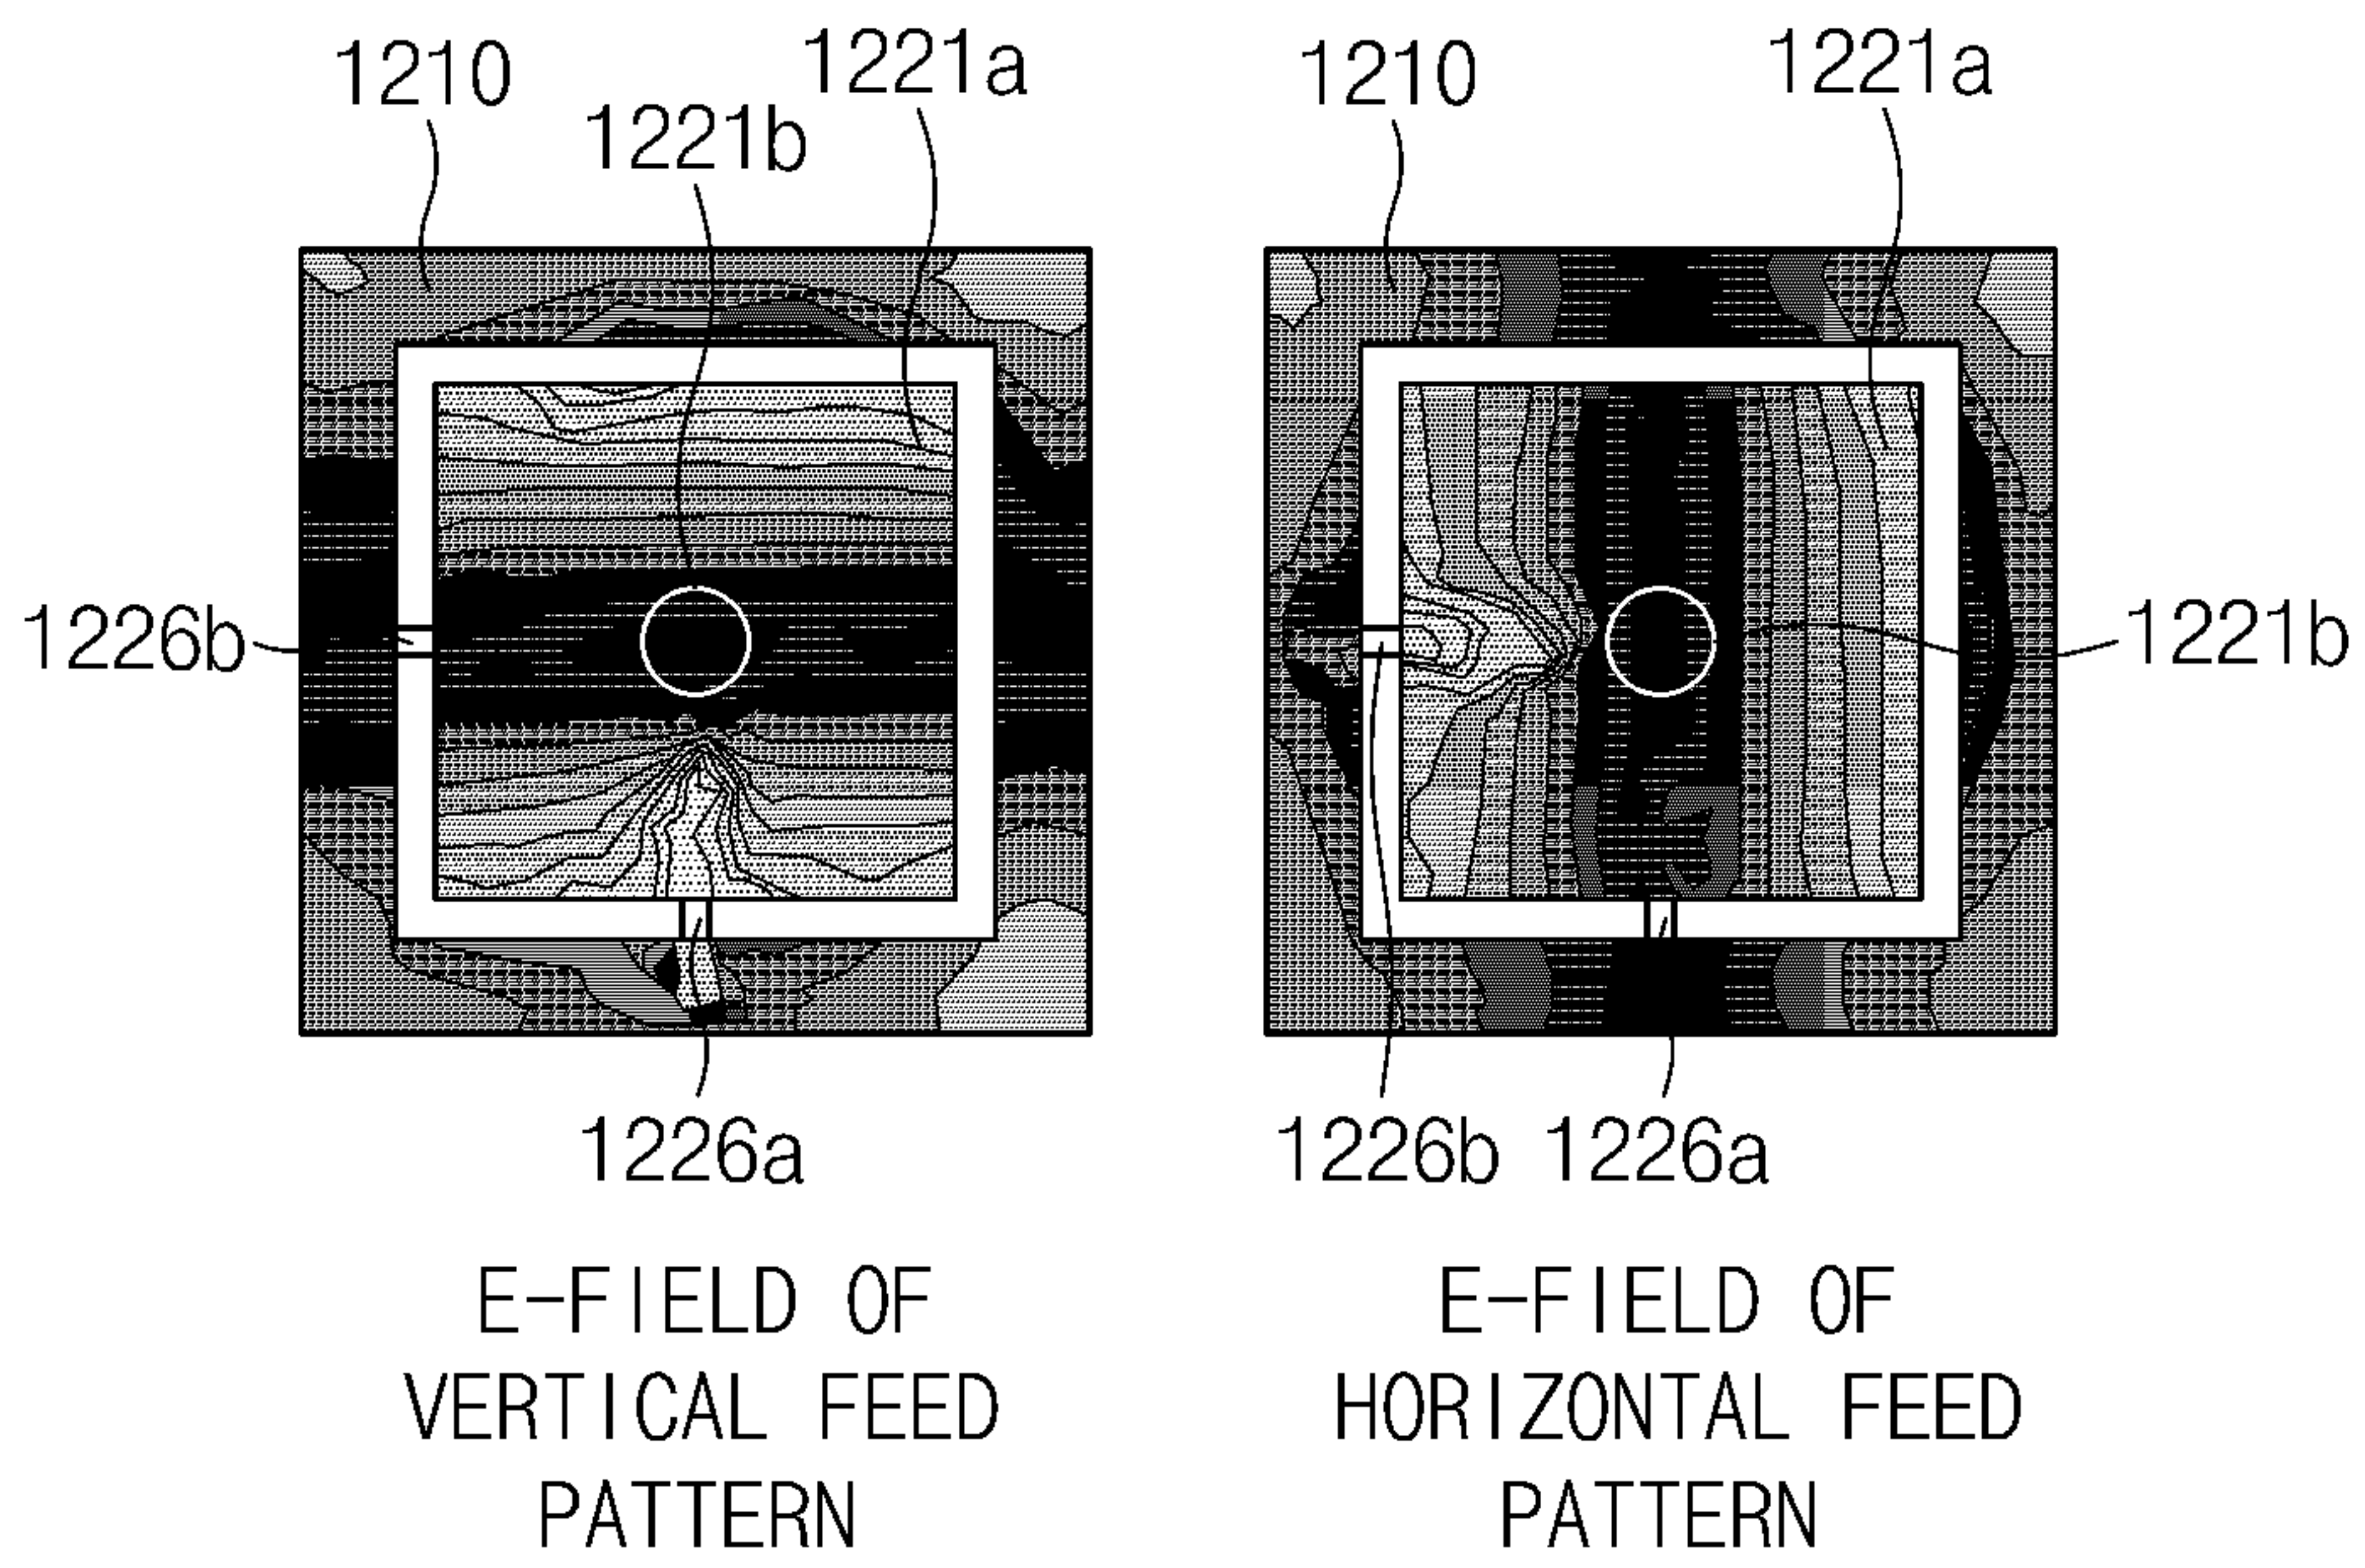 1210
1221a
1221b
1226b
1226a
E-FIELD OF
VERTICAL FEED
PATTERN
1210
1221a
1221b
1226b
1226a
E-FIELD OF
HORIZONTAL FEED
PATTERN